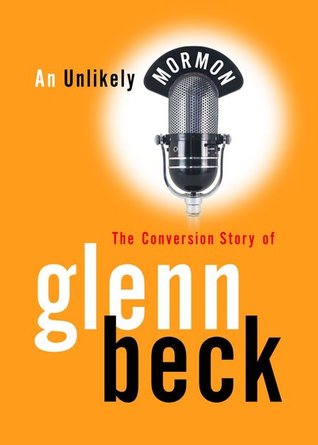 An Unlikely
MORMON
The Conversion Story of
glenn
beck